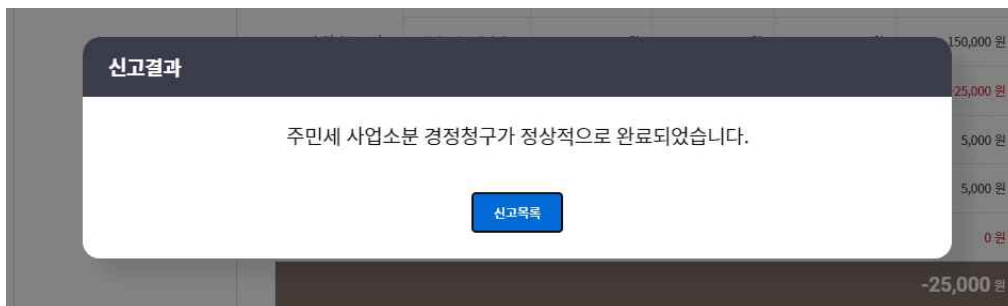 150,000 원
신고결과
-25,000 원
주민세 사업소분 경정청구가 정상적으로 완료되었습니다.
5,000 원
5,000 원
신고목록
0 원
-25,000 원